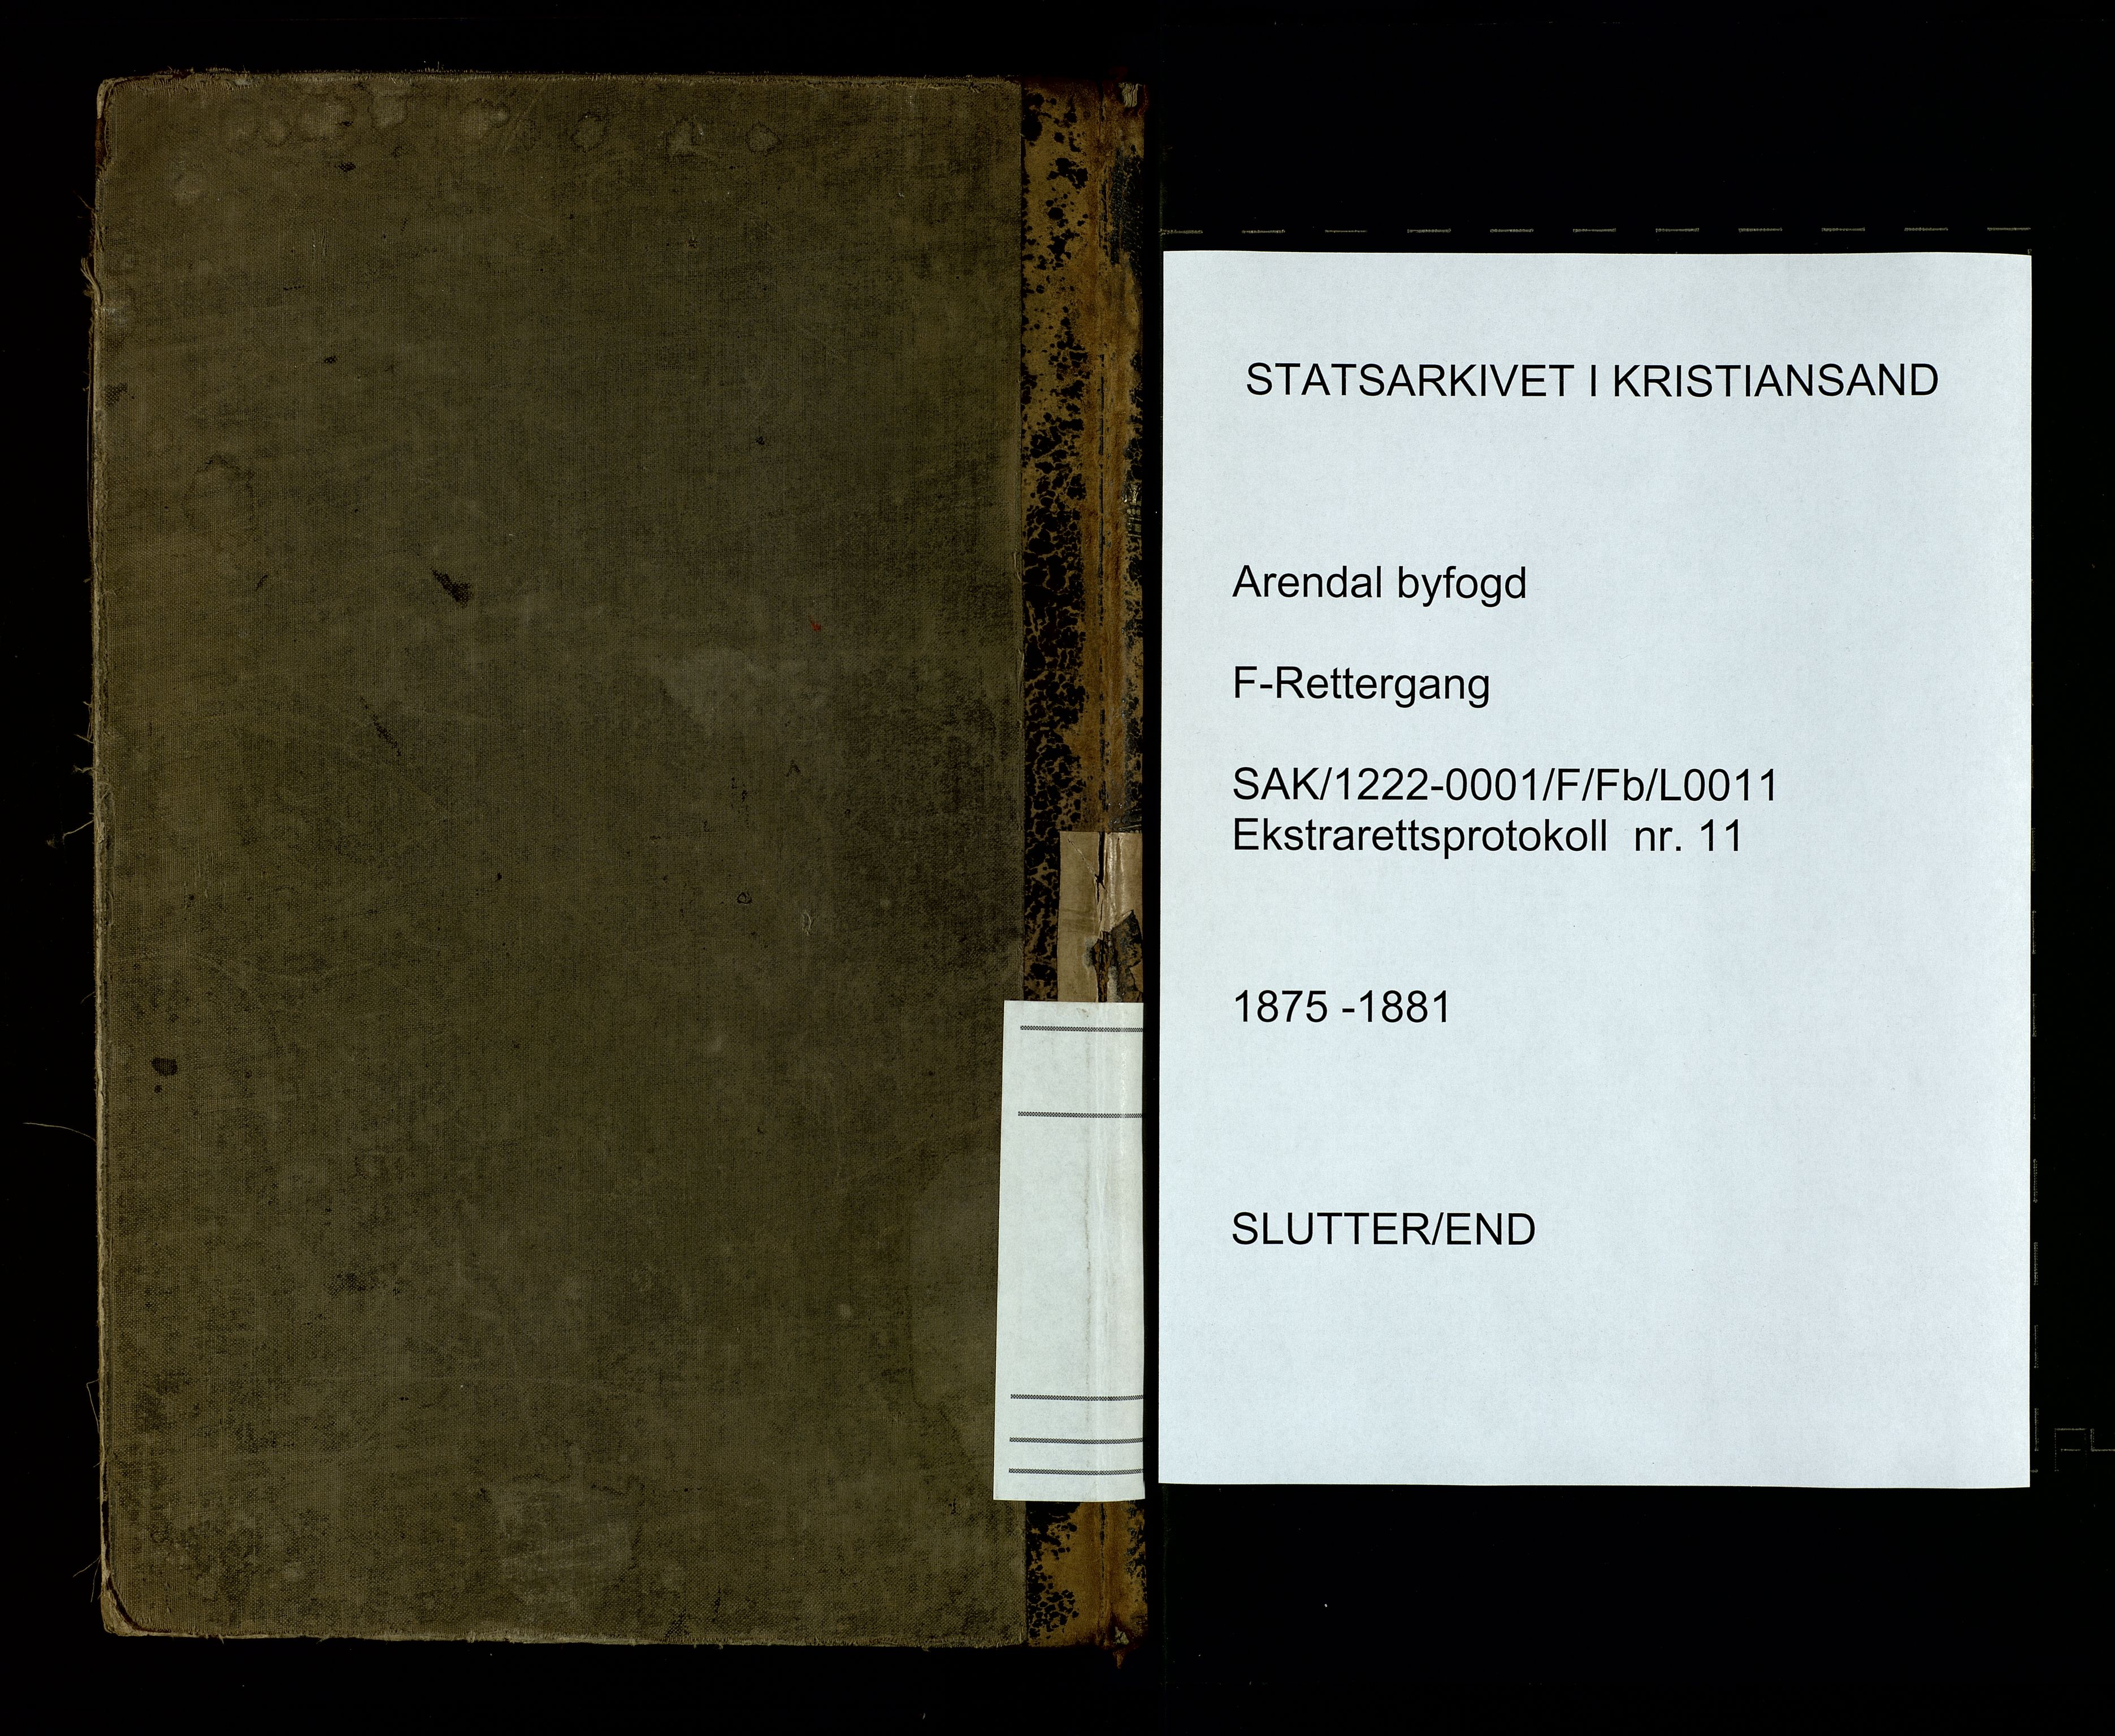 STATSARKIVET I KRISTIANSAND
Arendal byfogd
F-Rettergang
SAK/1222-0001/F/Fb/L0011
Ekstrarettsprotokoll nr. 11
1875 -1881
SLUTTER/END